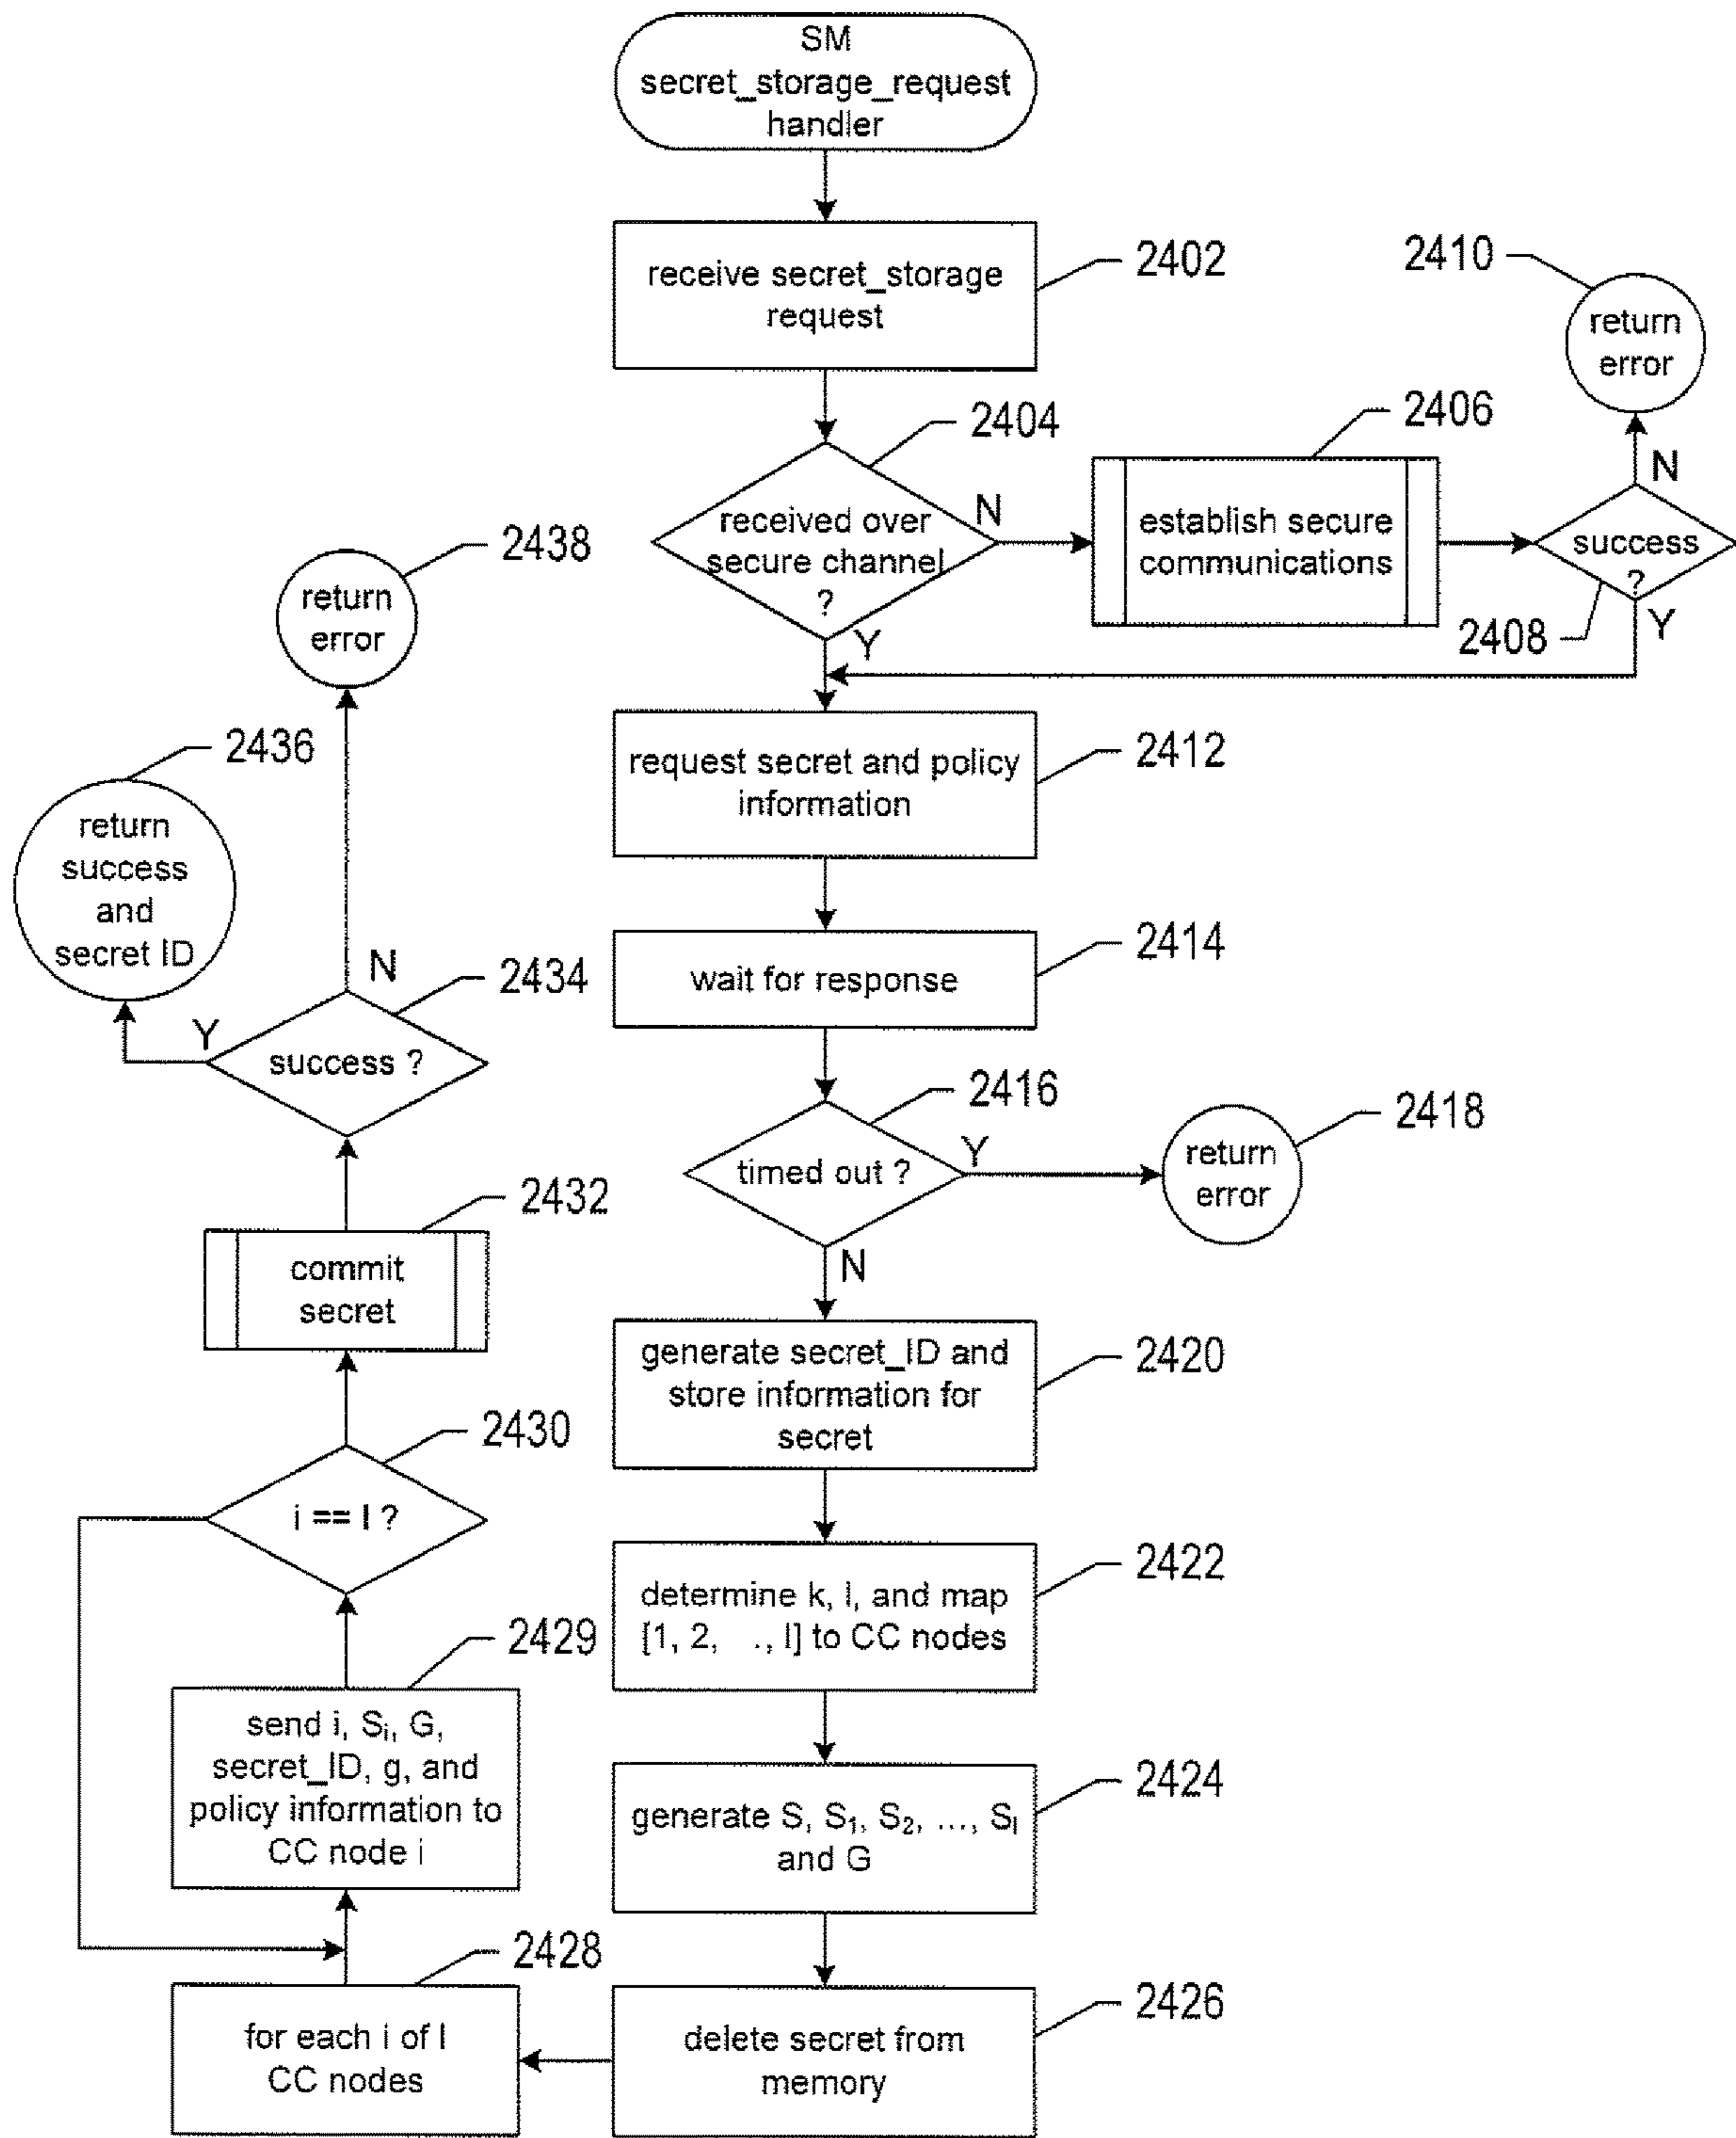 SM
secret_storage_request
handler
receive secret_storage
request
2402
2410
return
error
2404
2406
received over
secure channel
?
N
establish secure
communications
N
success
?
2408
Y
Y
2438
return
error
request secret and policy
information
2412
2436
return
success
and
secret ID
wait for response
2414
N
2434
Y
success ?
2416
timed out ?
Y
2418
return
error
N
2432
commit
secret
generate secret_ID and
store information for
secret
2420
2430
i == l ?
determine k, l, and map
[1, 2, ., l] to CC nodes
2422
2429
send i, Sᵢ, G,
secret_ID, g, and
policy information to
CC node i
generate S, S₁, S₂, ..., Sₗ
and G
2424
2428
for each i of l
CC nodes
delete secret from
memory
2426